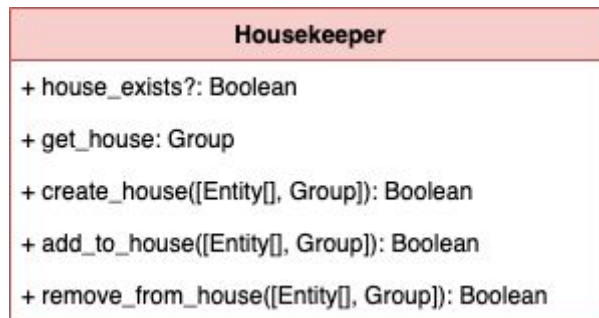 Housekeeper
+ house_exists?: Boolean
+ get_house: Group
+ create_house([Entity[], Group]): Boolean
+ add_to_house([Entity[], Group]): Boolean
+ remove_from_house([Entity[], Group]): Boolean